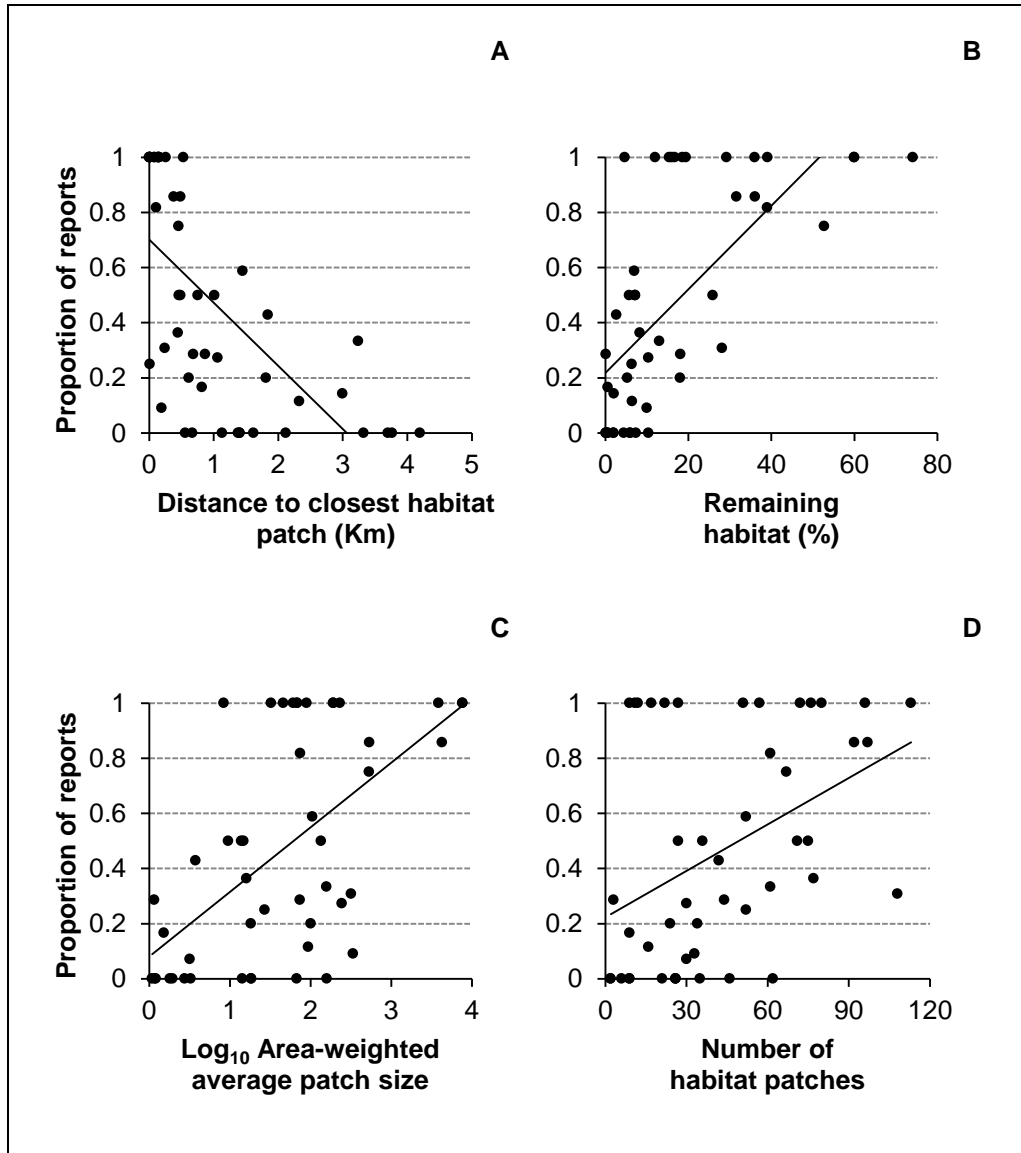 A
Proportion of reports
1
0.8
0.6
0.4
0.2
0
0 1 2 3 4 5
Distance to closest habitat
patch (Km)
B
1
0.8
0.6
0.4
0.2
0
0 20 40 60 80
Remaining
habitat (%)
C
Proportion of reports
1
0.8
0.6
0.4
0.2
0
0 1 2 3 4
Log₁₀ Area-weighted
average patch size
D
1
0.8
0.6
0.4
0.2
0
0 30 60 90 120
Number of
habitat patches